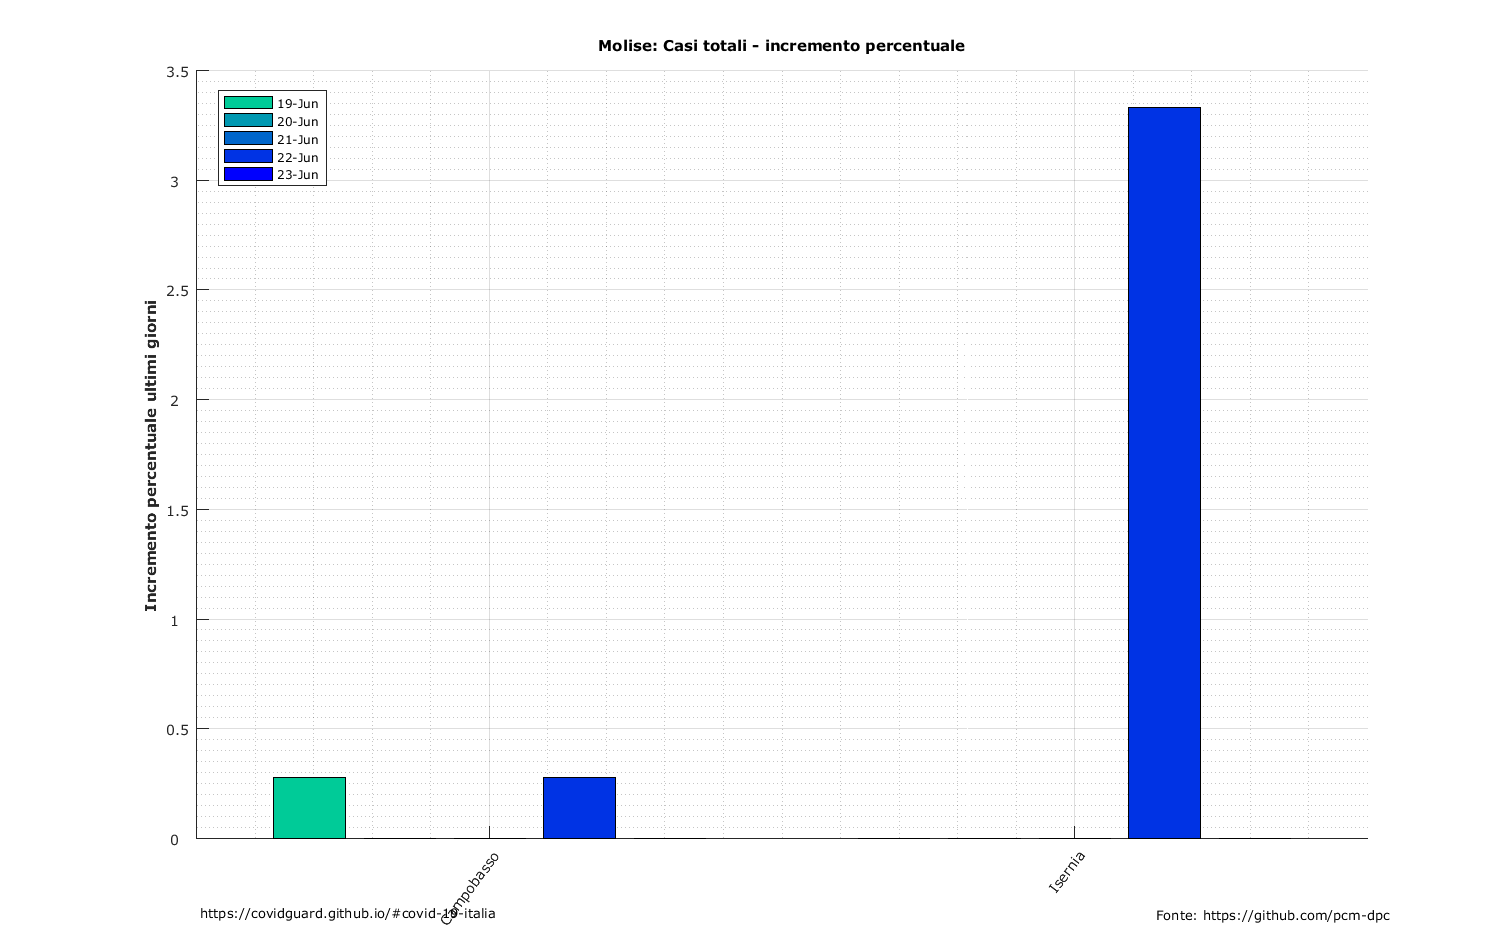 Molise: Casi totali - incremento percentuale
3.5
3
2.5
2
1.5
1
0.5
0
19-Jun
20-Jun
21-Jun
22-Jun
23-Jun
Incremento percentuale ultimi giorni
Campobasso
Isernia
https://covidguard.github.io/#covid-19-italia
Fonte: https://github.com/pcm-dpc